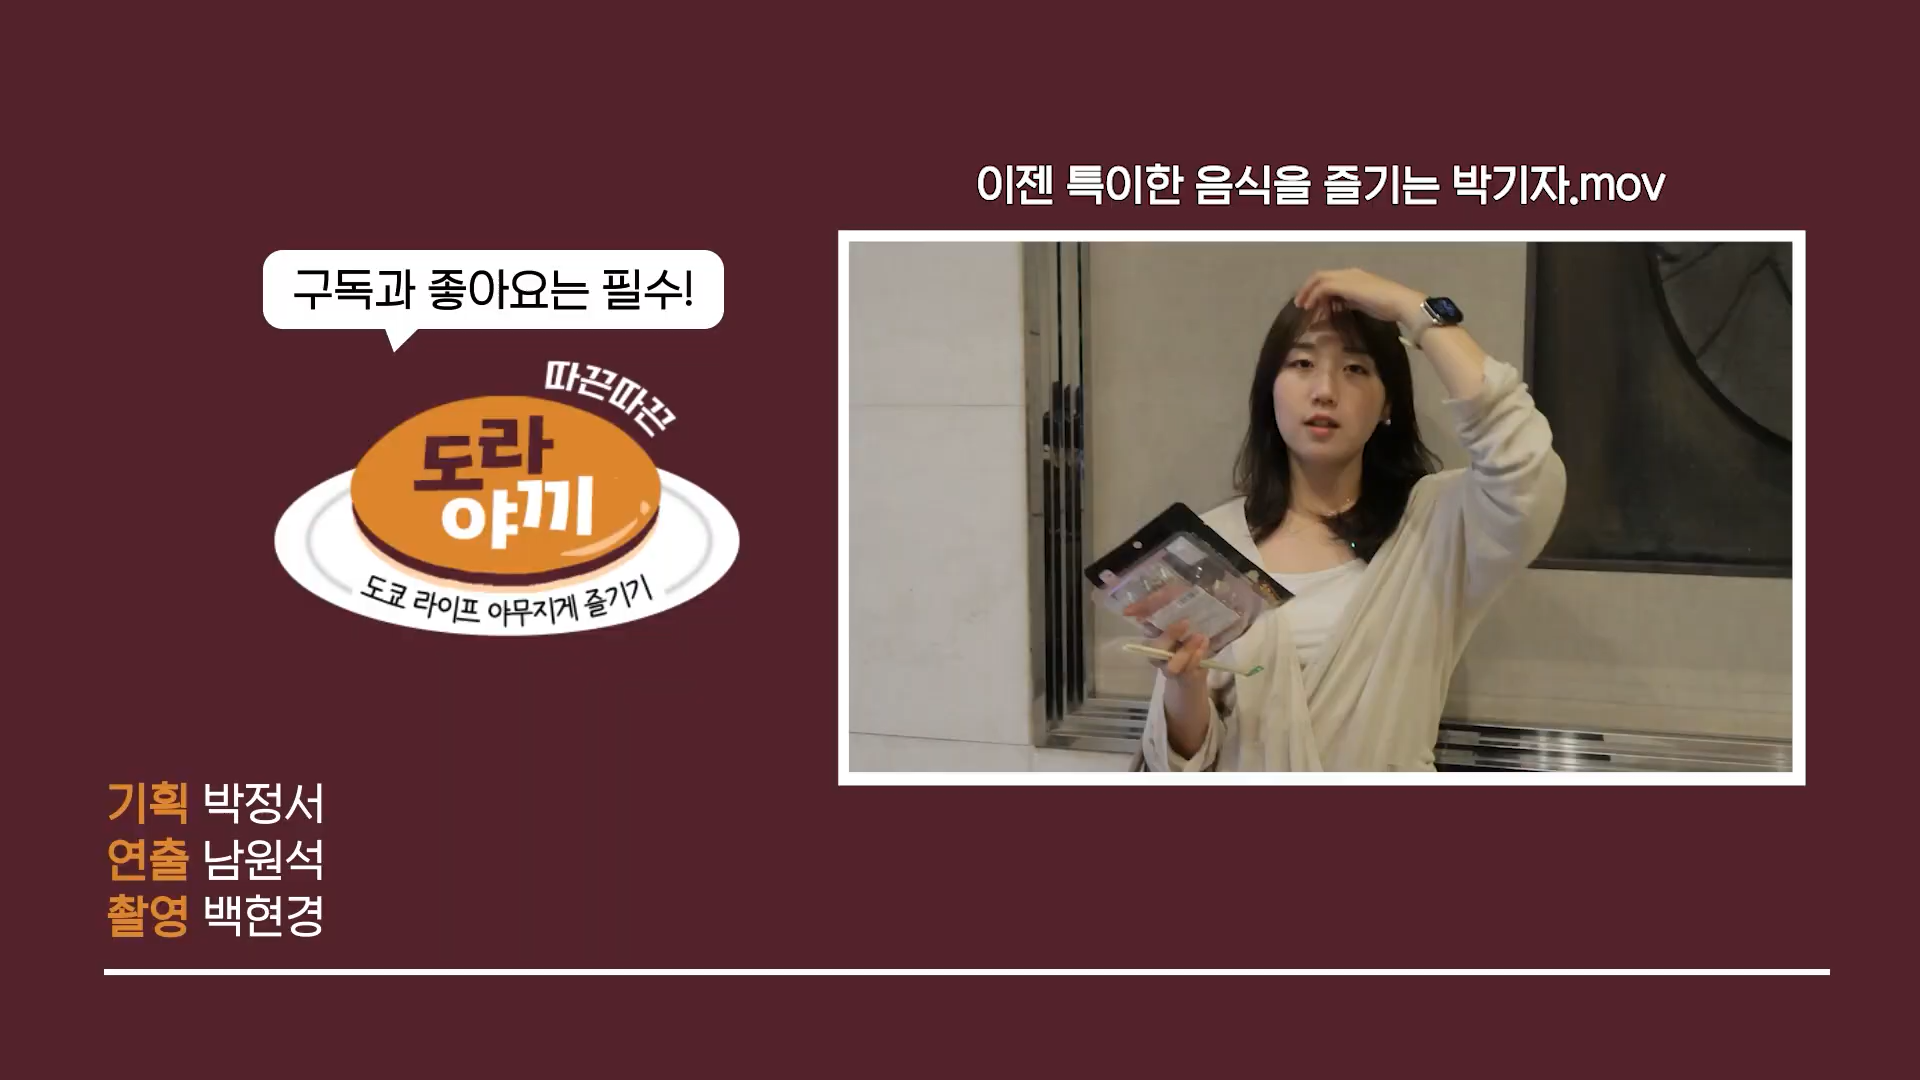 이젠 특이한 음식을 즐기는 박기자.mov
구독과 좋아요는 필수!
따끈따끈
도라
야끼
도쿄 라이프 야무지게 즐기기
기획 박정서
연출 남원석
촬영 백현경